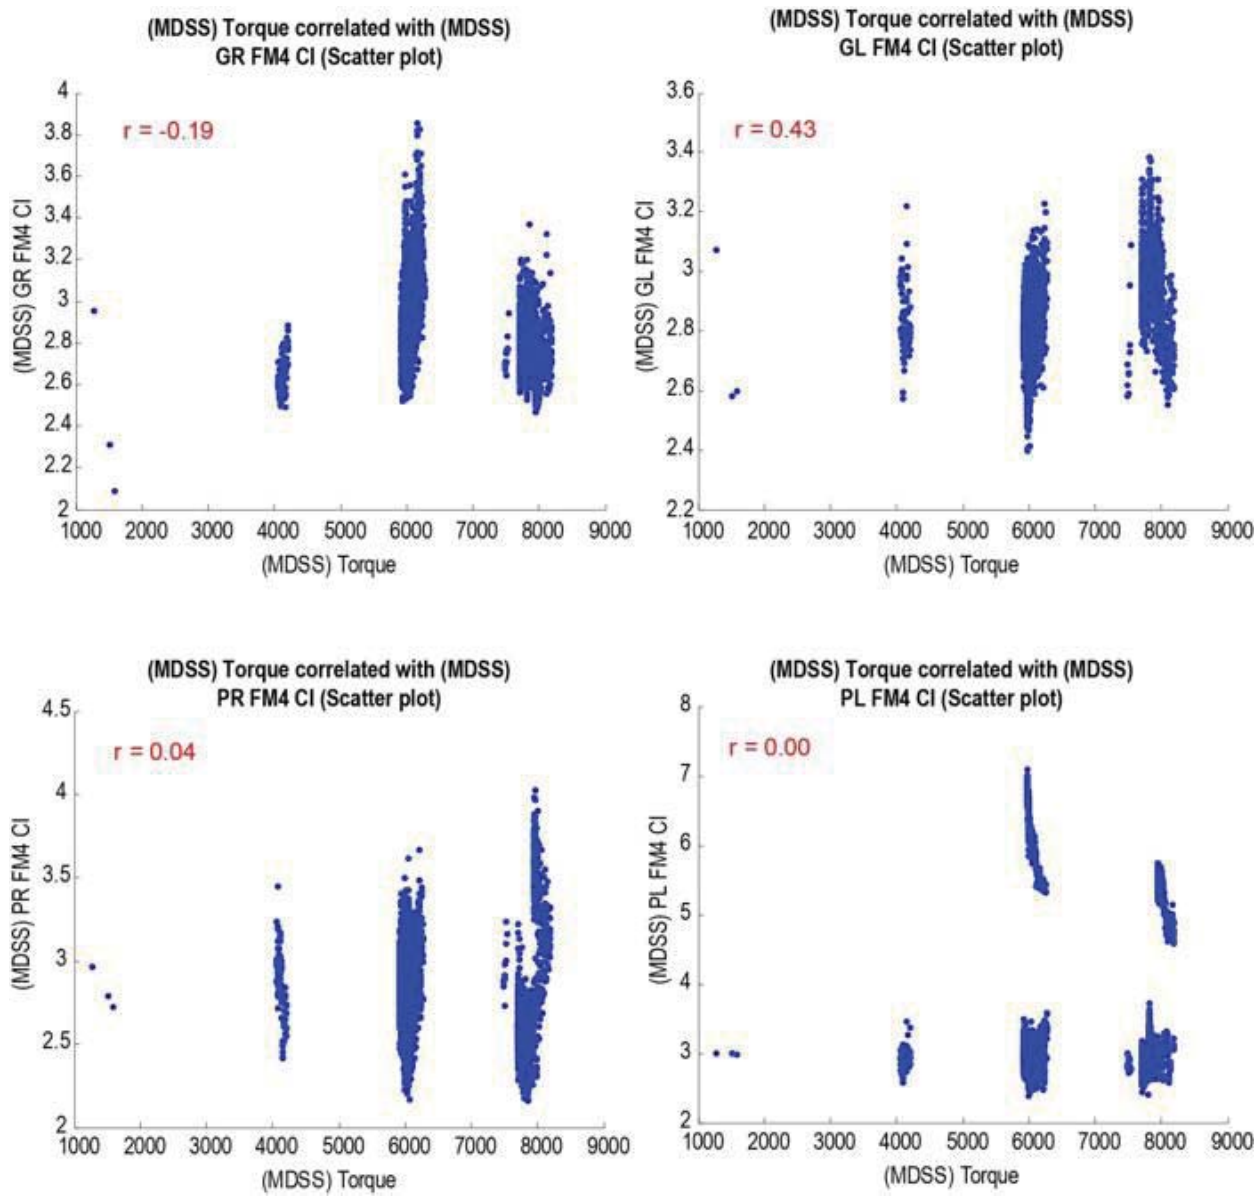 (MDSS) Torque correlated with (MDSS)
GR FM4 CI (Scatter plot)
r = -0.19
(MDSS) GR FM4 CI
4
3.8
3.6
3.4
3.2
3
2.8
2.6
2.4
2.2
2
1000 2000 3000 4000 5000 6000 7000 8000 9000
(MDSS) Torque
(MDSS) Torque correlated with (MDSS)
GL FM4 CI (Scatter plot)
r = 0.43
(MDSS) GL FM4 CI
3.6
3.4
3.2
3
2.8
2.6
2.4
2.2
1000 2000 3000 4000 5000 6000 7000 8000 9000
(MDSS) Torque
(MDSS) Torque correlated with (MDSS)
PR FM4 CI (Scatter plot)
r = 0.04
(MDSS) PR FM4 CI
4.5
4
3.5
3
2.5
2
1000 2000 3000 4000 5000 6000 7000 8000 9000
(MDSS) Torque
(MDSS) Torque correlated with (MDSS)
PL FM4 CI (Scatter plot)
r = 0.00
(MDSS) PL FM4 CI
8
7
6
5
4
3
2
1000 2000 3000 4000 5000 6000 7000 8000 9000
(MDSS) Torque